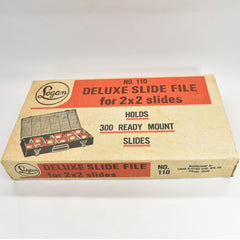 Logan
NO. 110
DELUXE SLIDE FILE
for 2x2 slides
HOLDS
300 READY MOUNT
SLIDES
Logan
DELUXE SLIDE FILE
for 2x2 slides
NO.
110